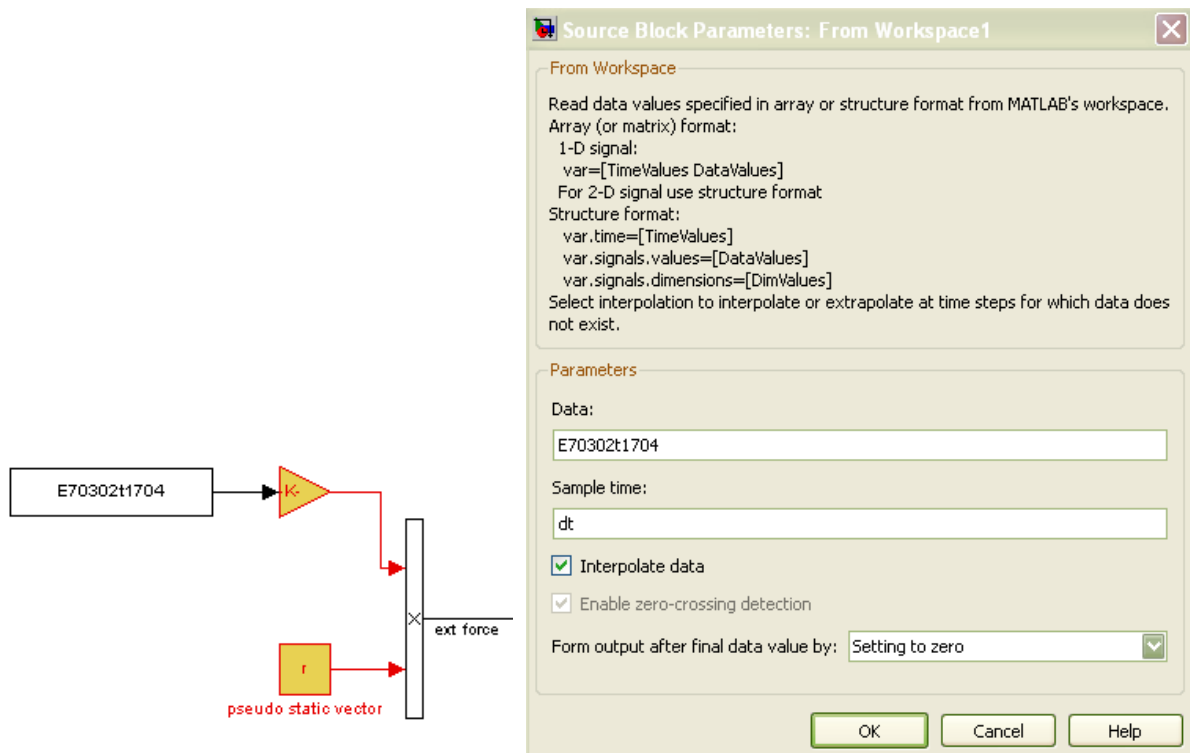 Source Block Parameters: From Workspace1
From Workspace
Read data values specified in array or structure format from MATLAB's workspace.
Array (or matrix) format:
1-D signal:
var=[TimeValues DataValues]
For 2-D signal use structure format
Structure format:
var.time=[TimeValues]
var.signals.values=[DataValues]
var.signals.dimensions=[DimValues]
Select interpolation to interpolate or extrapolate at time steps for which data does
not exist.
Parameters
Data:
E70302t1704
Sample time:
dt
Interpolate data
Enable zero-crossing detection
Form output after final data value by:
Setting to zero
OK
Cancel
Help
E70302t1704
K-
×
ext force
r
pseudo static vector